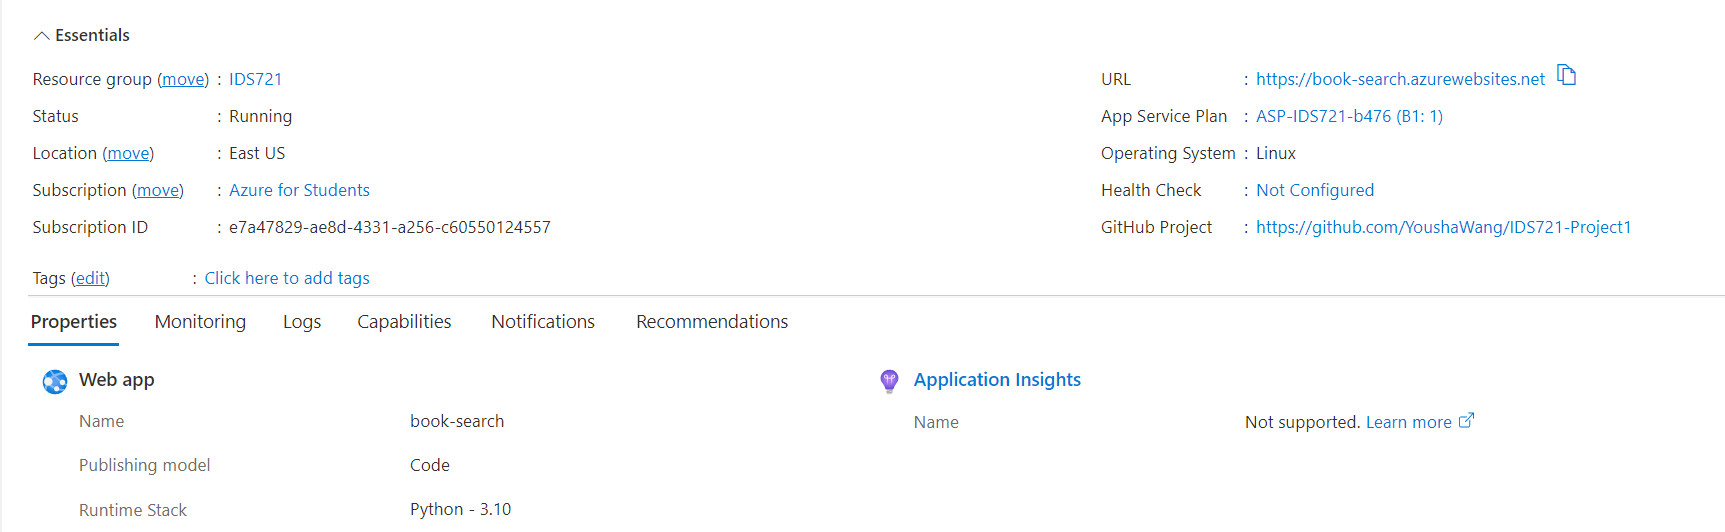 Essentials
Resource group (move) : IDS721
Status : Running
Location (move) : East US
Subscription (move) : Azure for Students
Subscription ID : e7a47829-ae8d-4331-a256-c60550124557
URL : https://book-search.azurewebsites.net
App Service Plan : ASP-IDS721-b476 (B1: 1)
Operating System : Linux
Health Check : Not Configured
GitHub Project : https://github.com/YoushaWang/IDS721-Project1
Tags (edit) : Click here to add tags
Properties Monitoring Logs Capabilities Notifications Recommendations
Web app
Name book-search
Publishing model Code
Runtime Stack Python - 3.10
Application Insights
Name Not supported. Learn more